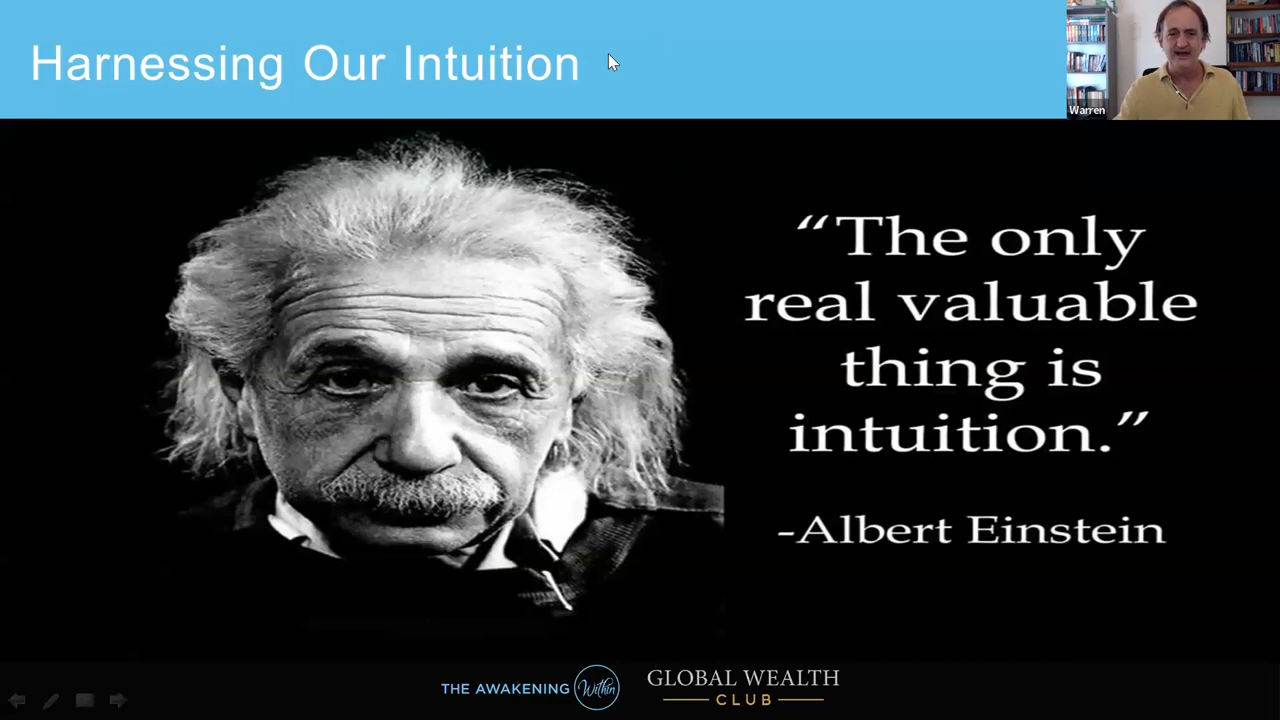 Harnessing Our Intuition
Warren
“The only
real valuable
thing is
intuition.”
-Albert Einstein
THE AWAKENING Within
GLOBAL WEALTH
CLUB